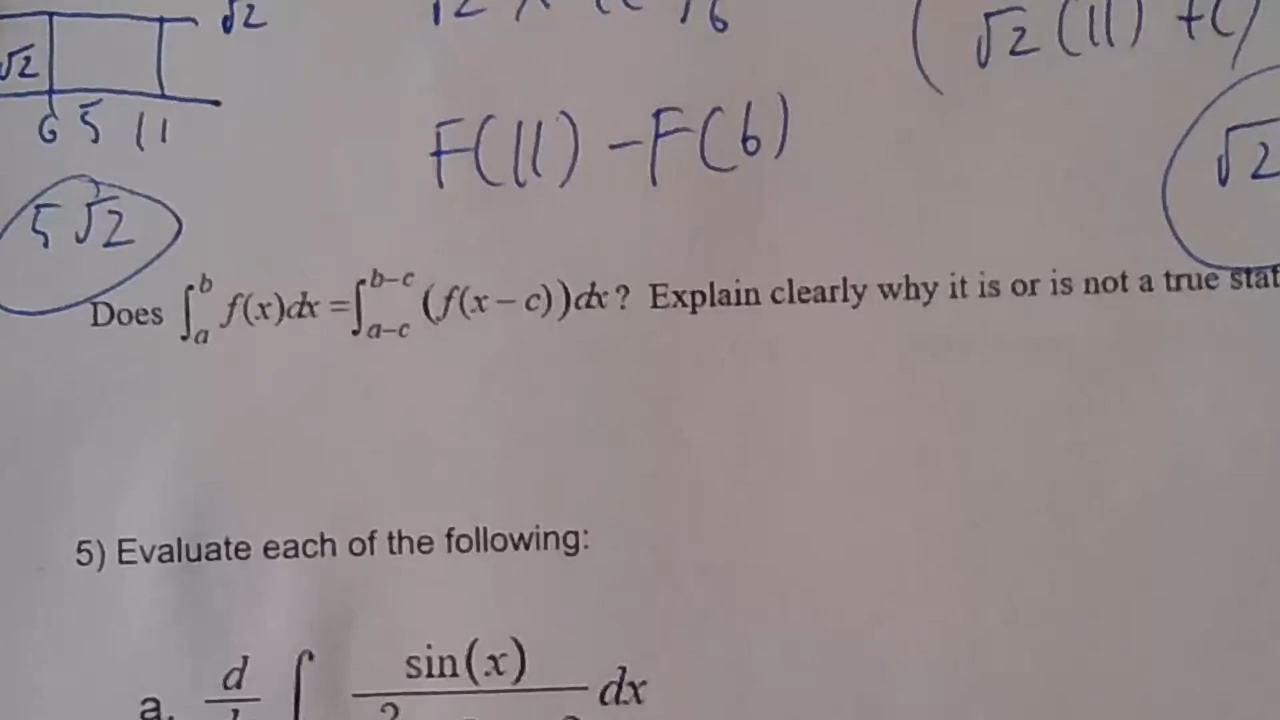 √2
√2
6 5 11
√2 (11) +C)
F(11) - F(6)
5√2
√2
Does ∫_a^b f(x)dx = ∫_{a-c}^{b-c} (f(x-c))dx? Explain clearly why it is or is not a true
5) Evaluate each of the following:
a. d ∫ sin(x) dx